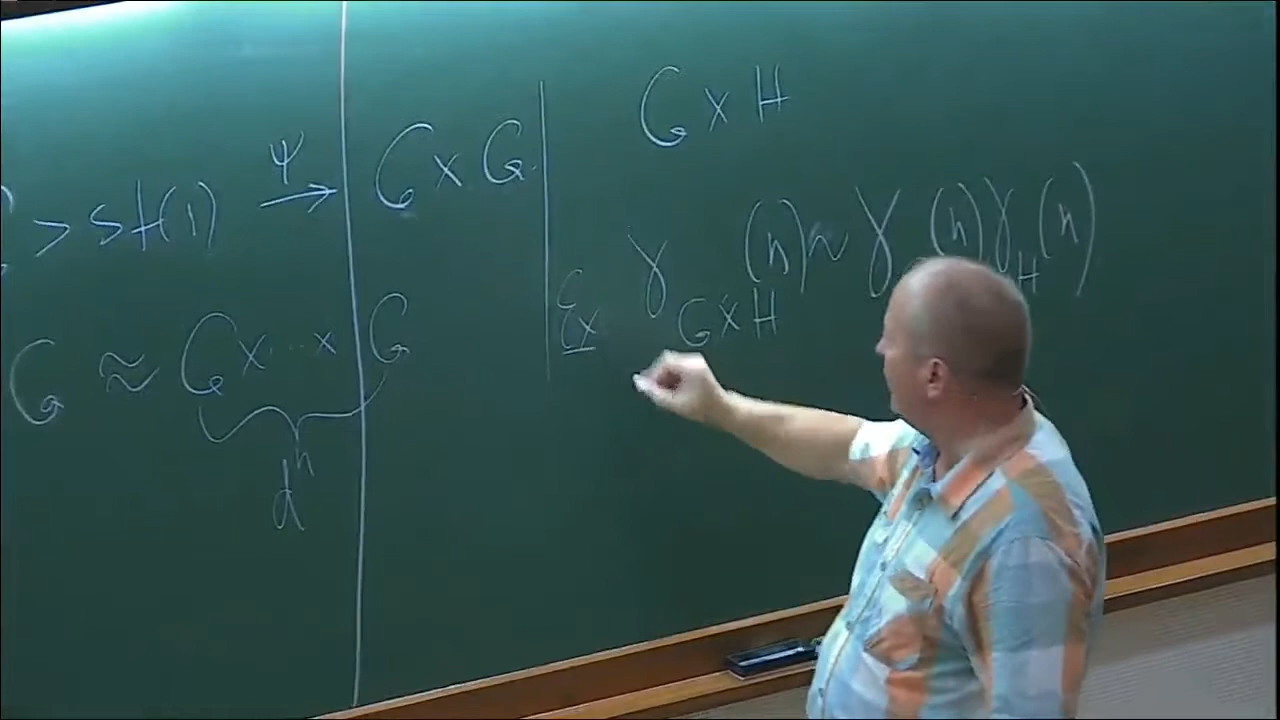 > St(1) ψ→ G × G
G ≈ G × ... × G
d^n
G × H
Ex γ_{G×H}(n) ~ γ (n) γ_H(n)